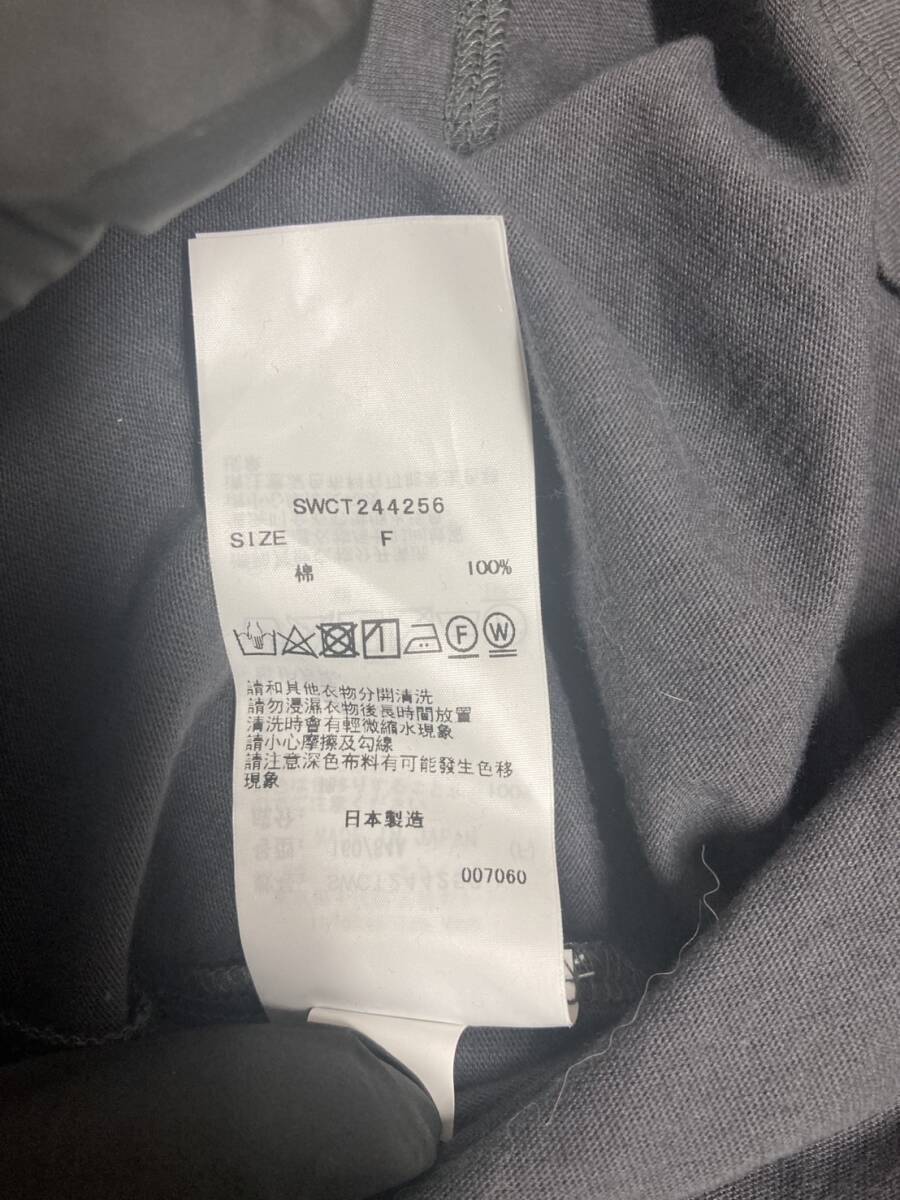 SWCT244256
SIZE F
棉 100%
F W
請和其他衣物分開清洗
請勿浸濕衣物後長時間放置
清洗時會有輕微縮水現象
請小心摩擦及勾線
請注意深色布料有可能發生色移
現象
日本製造
007060